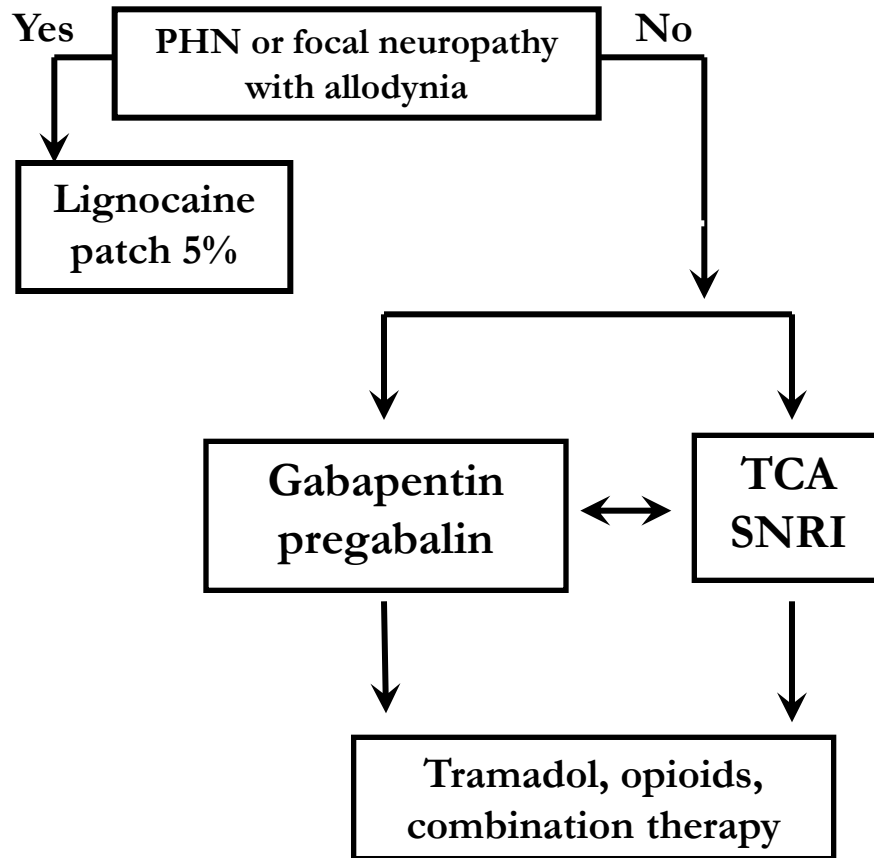 Yes
PHN or focal neuropathy
with allodynia
No
Lignocaine
patch 5%
Gabapentin
pregabalin
TCA
SNRI
Tramadol, opioids,
combination therapy